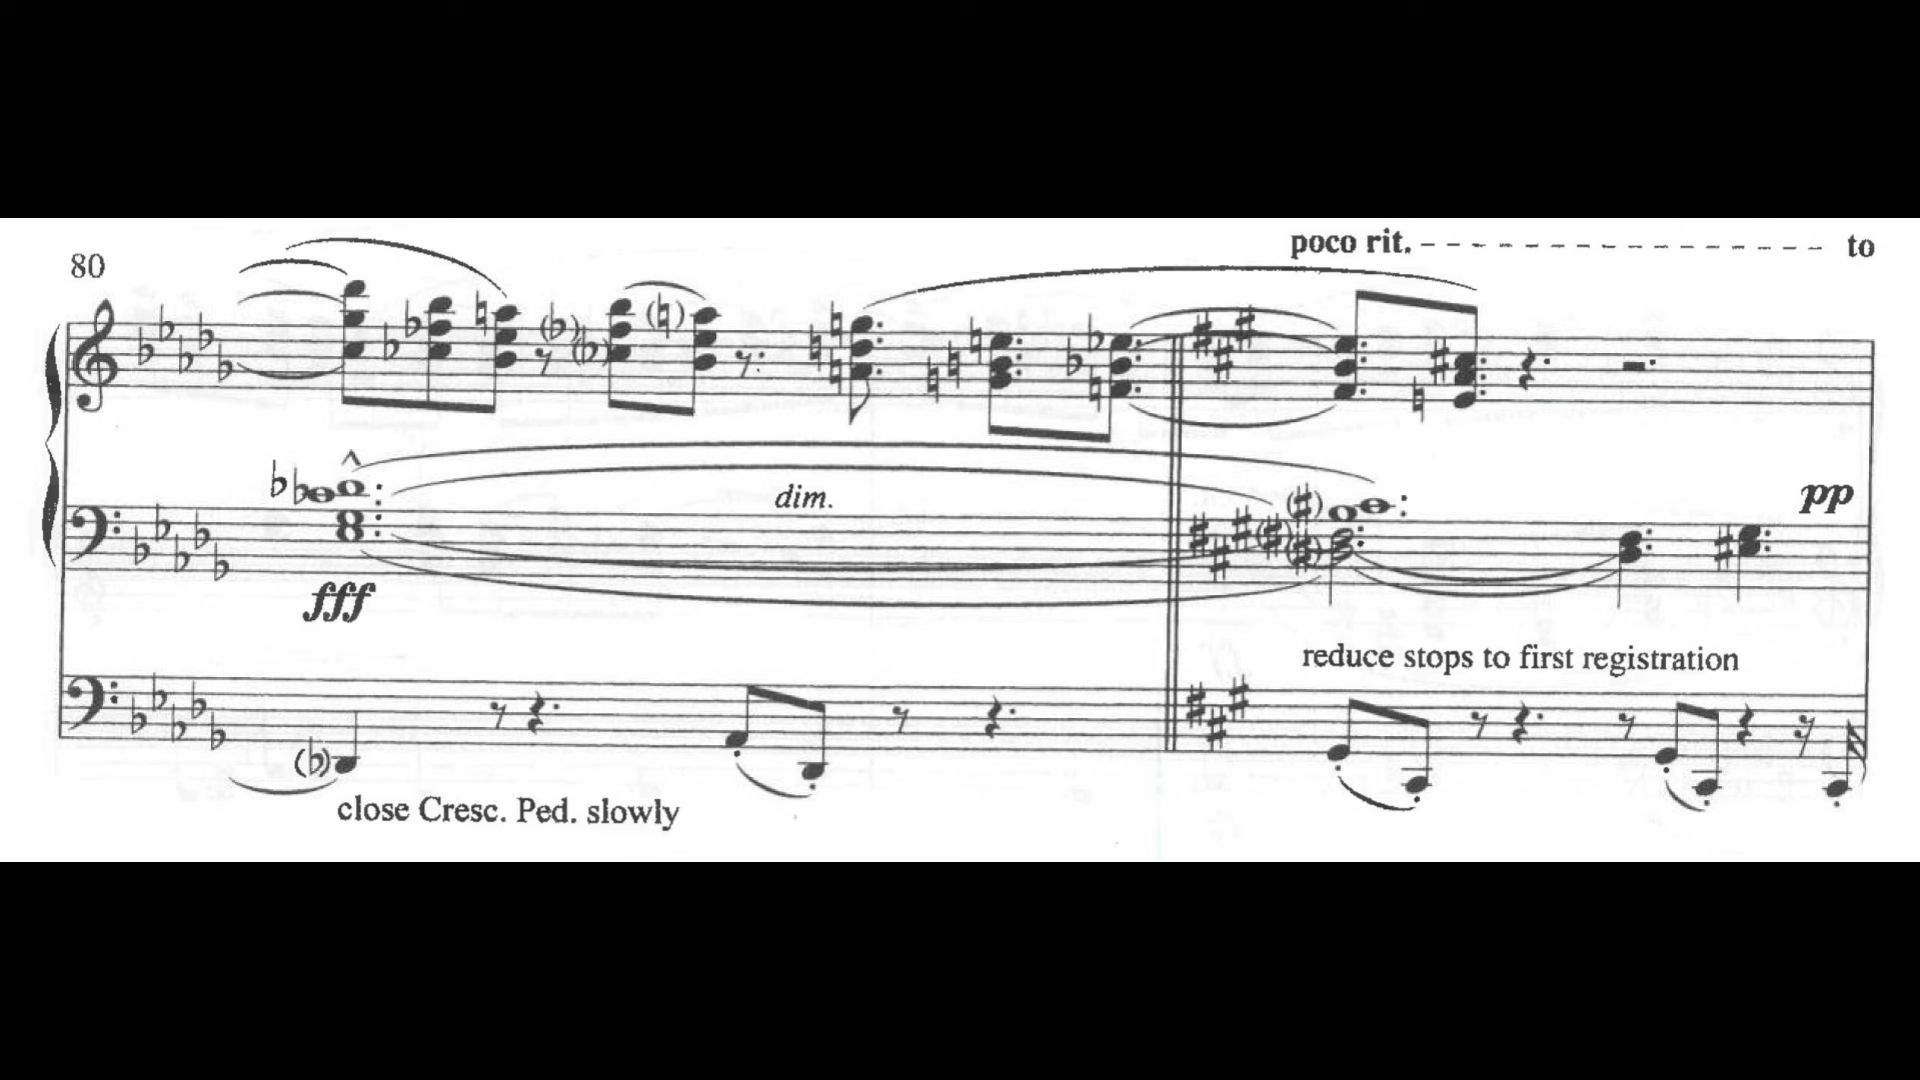 80
poco rit. to
dim.
pp
fff
reduce stops to first registration
close Cresc. Ped. slowly